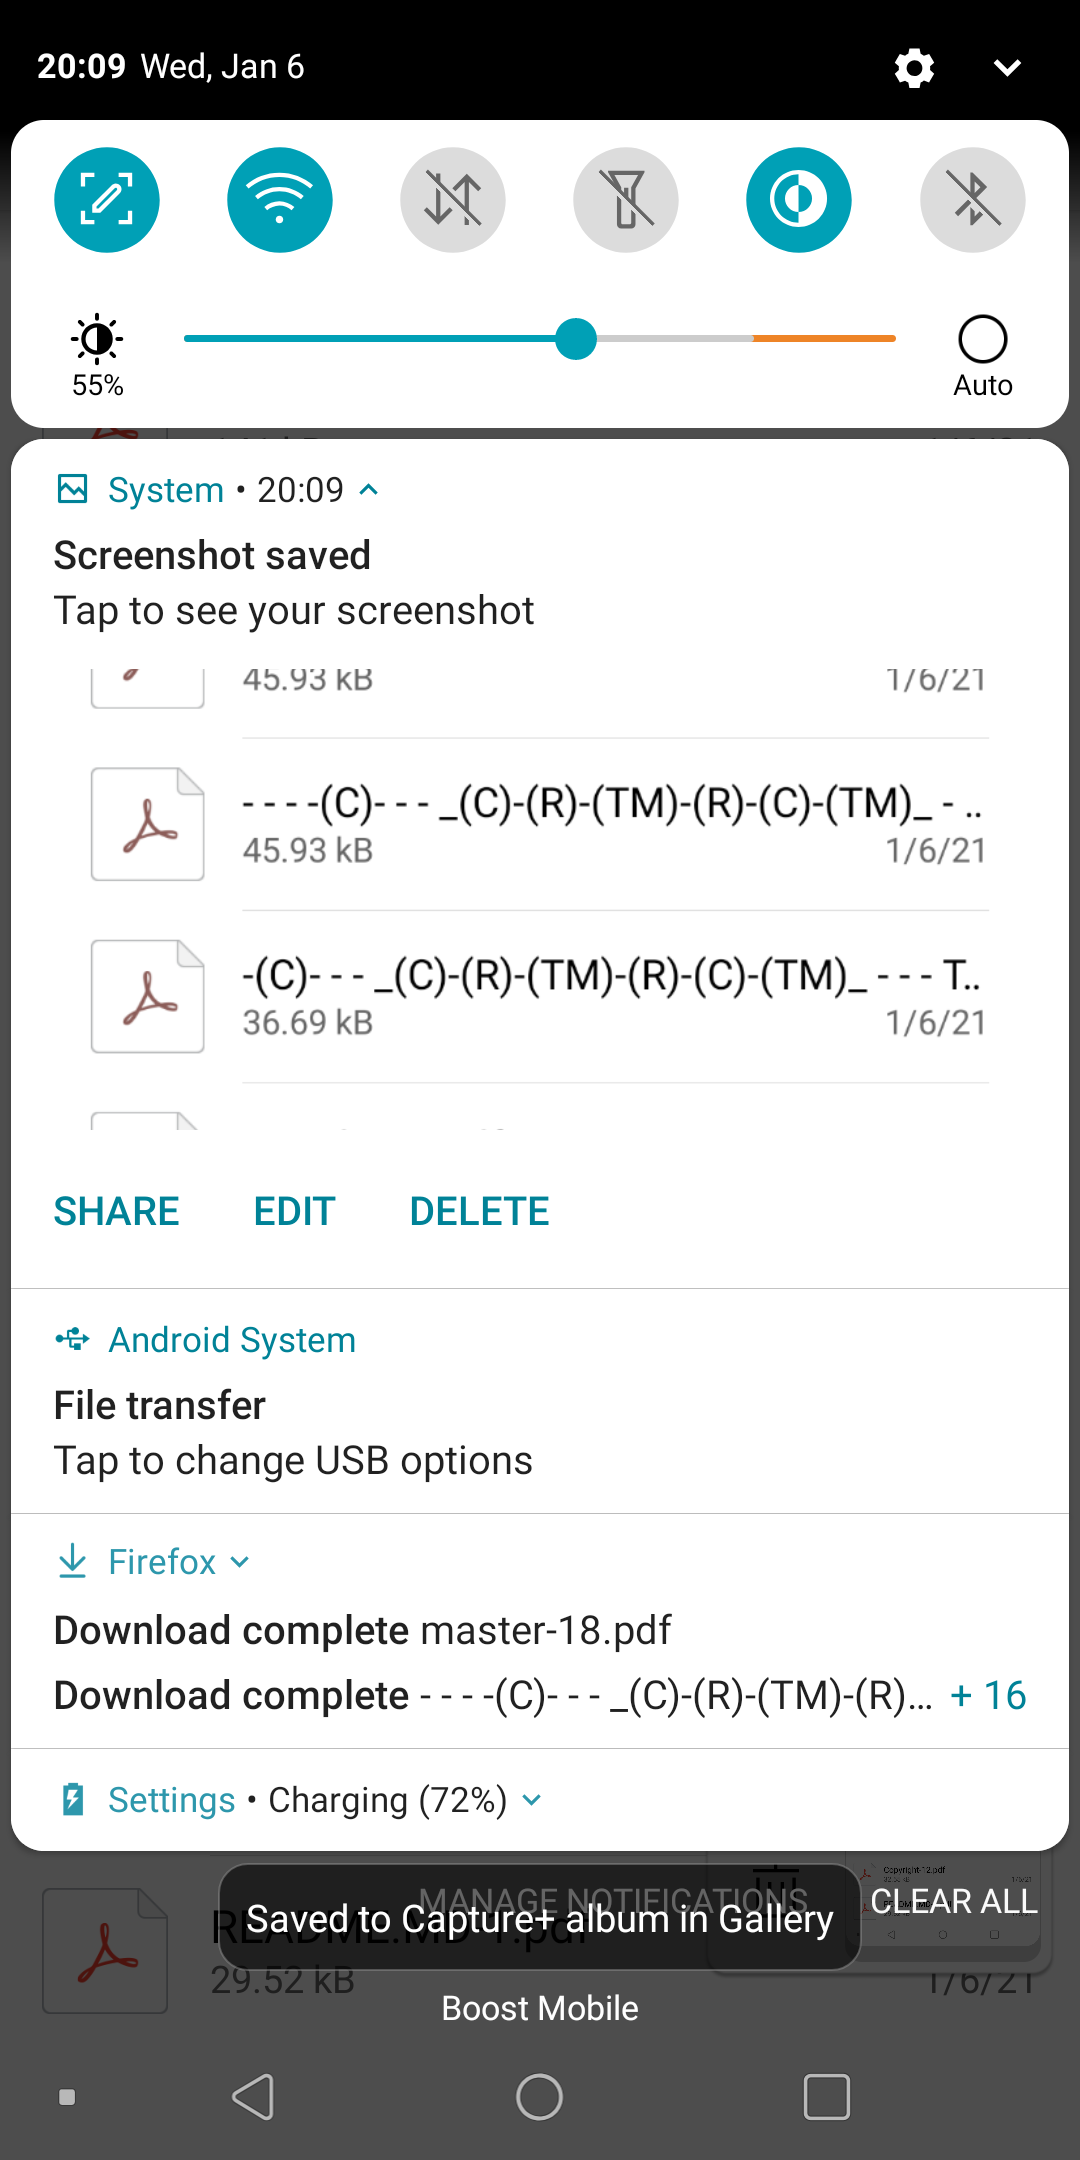 20:09 Wed, Jan 6
55%
Auto
System • 20:09
Screenshot saved
Tap to see your screenshot
45.93 kB 1/6/21
- - - -(C)- - - _(C)-(R)-(TM)-(R)-(C)-(TM)_ - ..
45.93 kB 1/6/21
-(C)- - - _(C)-(R)-(TM)-(R)-(C)-(TM)_ - - - T..
36.69 kB 1/6/21
SHARE EDIT DELETE
Android System
File transfer
Tap to change USB options
Firefox
Download complete master-18.pdf
Download complete - - - -(C)- - - _(C)-(R)-(TM)-(R)... + 16
Settings • Charging (72%)
Copyright-12.pdf
MANAGE NOTIFICATIONS CLEAR ALL
Saved to Capture+ album in Gallery
README.MD-1.pdf
29.52 kB 1/6/21
Boost Mobile